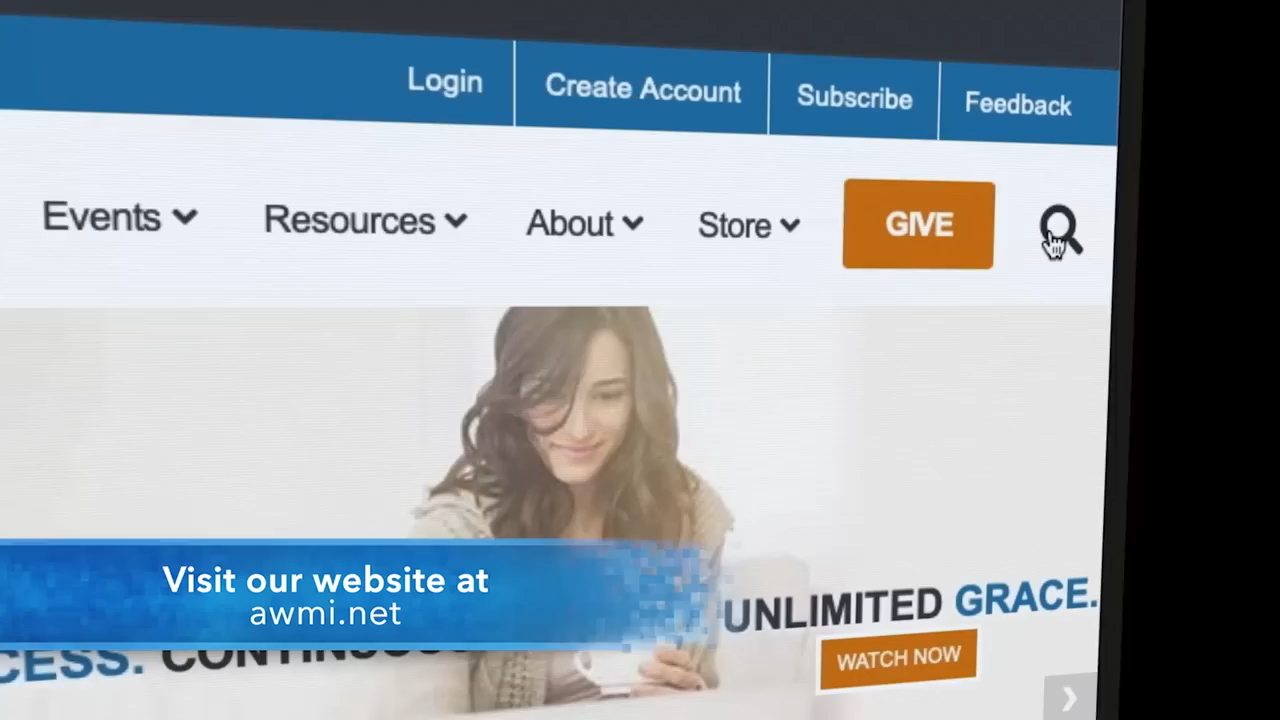 Login
Create Account
Subscribe
Feedback
Events
Resources
About
Store
GIVE
Visit our website at
awmi.net
UNLIMITED GRACE.
CESS.
WATCH NOW